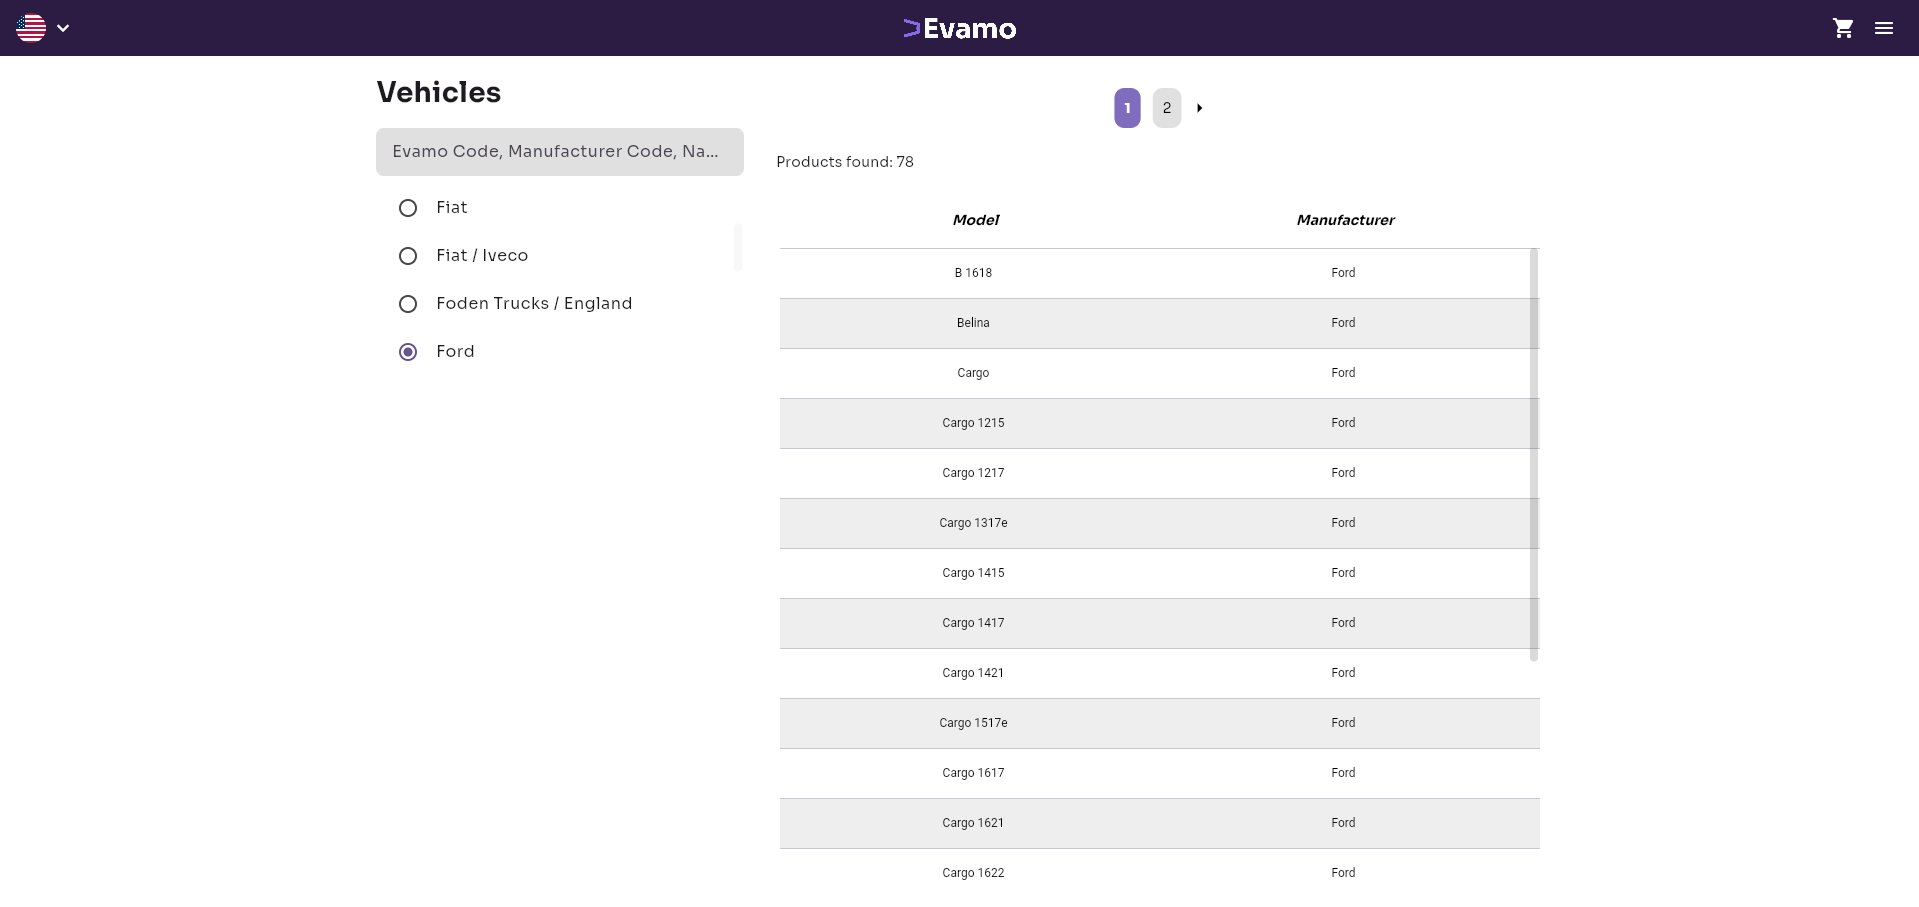 Evamo
Vehicles
Evamo Code, Manufacturer Code, Na...
Fiat
Fiat / Iveco
Foden Trucks / England
Ford
1 2
Products found: 78
Model Manufacturer
B 1618 Ford
Belina Ford
Cargo Ford
Cargo 1215 Ford
Cargo 1217 Ford
Cargo 1317e Ford
Cargo 1415 Ford
Cargo 1417 Ford
Cargo 1421 Ford
Cargo 1517e Ford
Cargo 1617 Ford
Cargo 1621 Ford
Cargo 1622 Ford